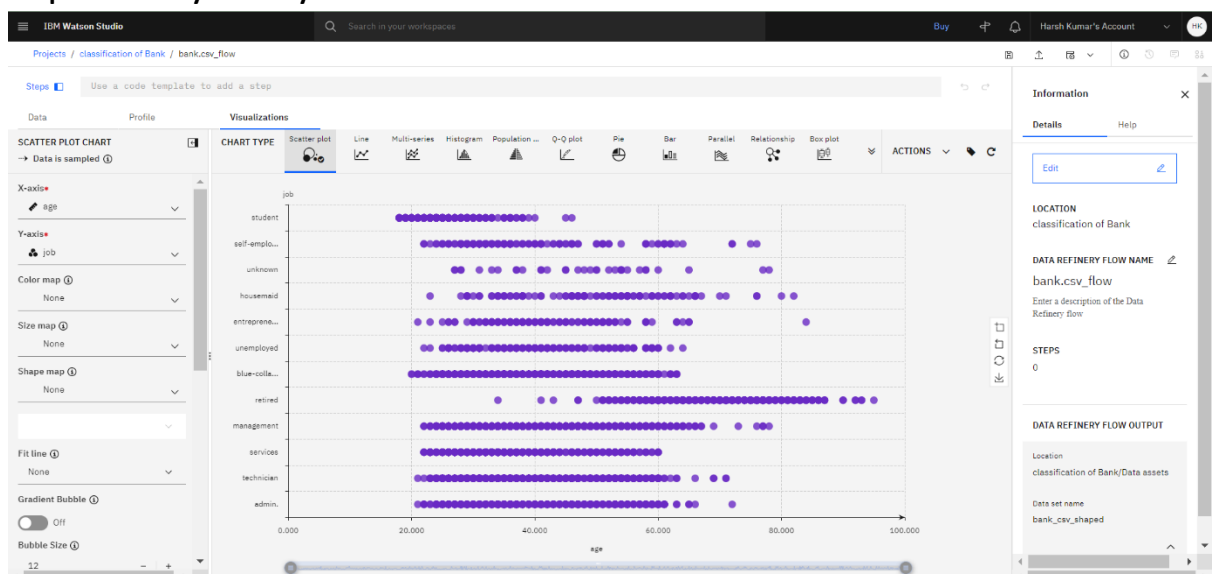 IBM Watson Studio
Search in your workspaces
Buy
Harsh Kumar's Account
HK
Projects / classification of Bank / bank.csv_flow
Steps
Use a code template to add a step
Data
Profile
Visualizations
SCATTER PLOT CHART
→ Data is sampled
X-axis
age
Y-axis
job
Color map
None
Size map
None
Shape map
None
Fit line
None
Gradient Bubble
Off
Bubble Size
12
- +
CHART TYPE
Scatter plot
Line
Multi-series
Histogram
Population ...
Q-Q plot
Pie
Bar
Parallel
Relationship
Box plot
ACTIONS
job
student
self-emplo...
unknown
housemaid
entreprene...
unemployed
blue-colla...
retired
management
services
technician
admin.
0.000
20.000
40.000
60.000
80.000
100.000
age
Information
Details
Help
Edit
LOCATION
classification of Bank
DATA REFINERY FLOW NAME
bank.csv_flow
Enter a description of the Data
Refinery flow
STEPS
0
DATA REFINERY FLOW OUTPUT
Location
classification of Bank/Data assets
Data set name
bank_csv_shaped